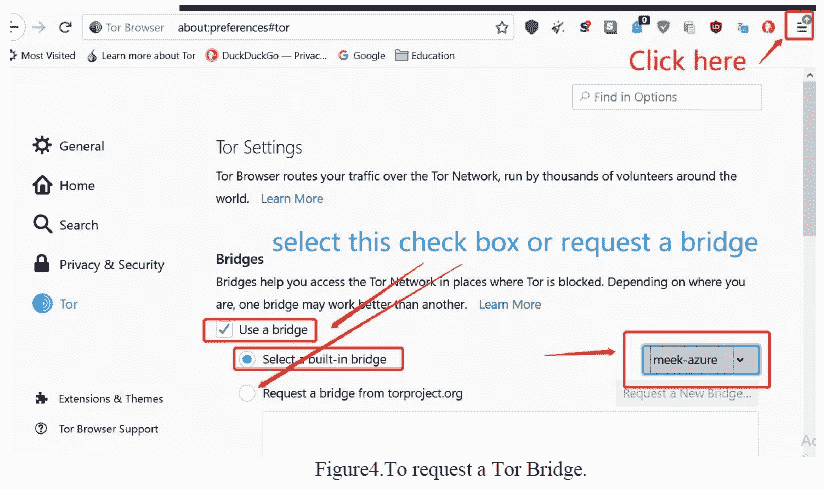 Tor Browser about:preferences#tor
0
Most Visited Learn more about Tor DuckDuckGo — Privac... Google Education
Click here
Find in Options
General
Home
Search
Privacy & Security
Tor
Extensions & Themes
Tor Browser Support
Tor Settings
Tor Browser routes your traffic over the Tor Network, run by thousands of volunteers around the
world. Learn More
select this check box or request a bridge
Bridges
Bridges help you access the Tor Network in places where Tor is blocked. Depending on where you
are, one bridge may work better than another. Learn More
Use a bridge
Select a built-in bridge
meek-azure
Request a bridge from torproject.org
Request a New Bridge...
Figure4.To request a Tor Bridge.